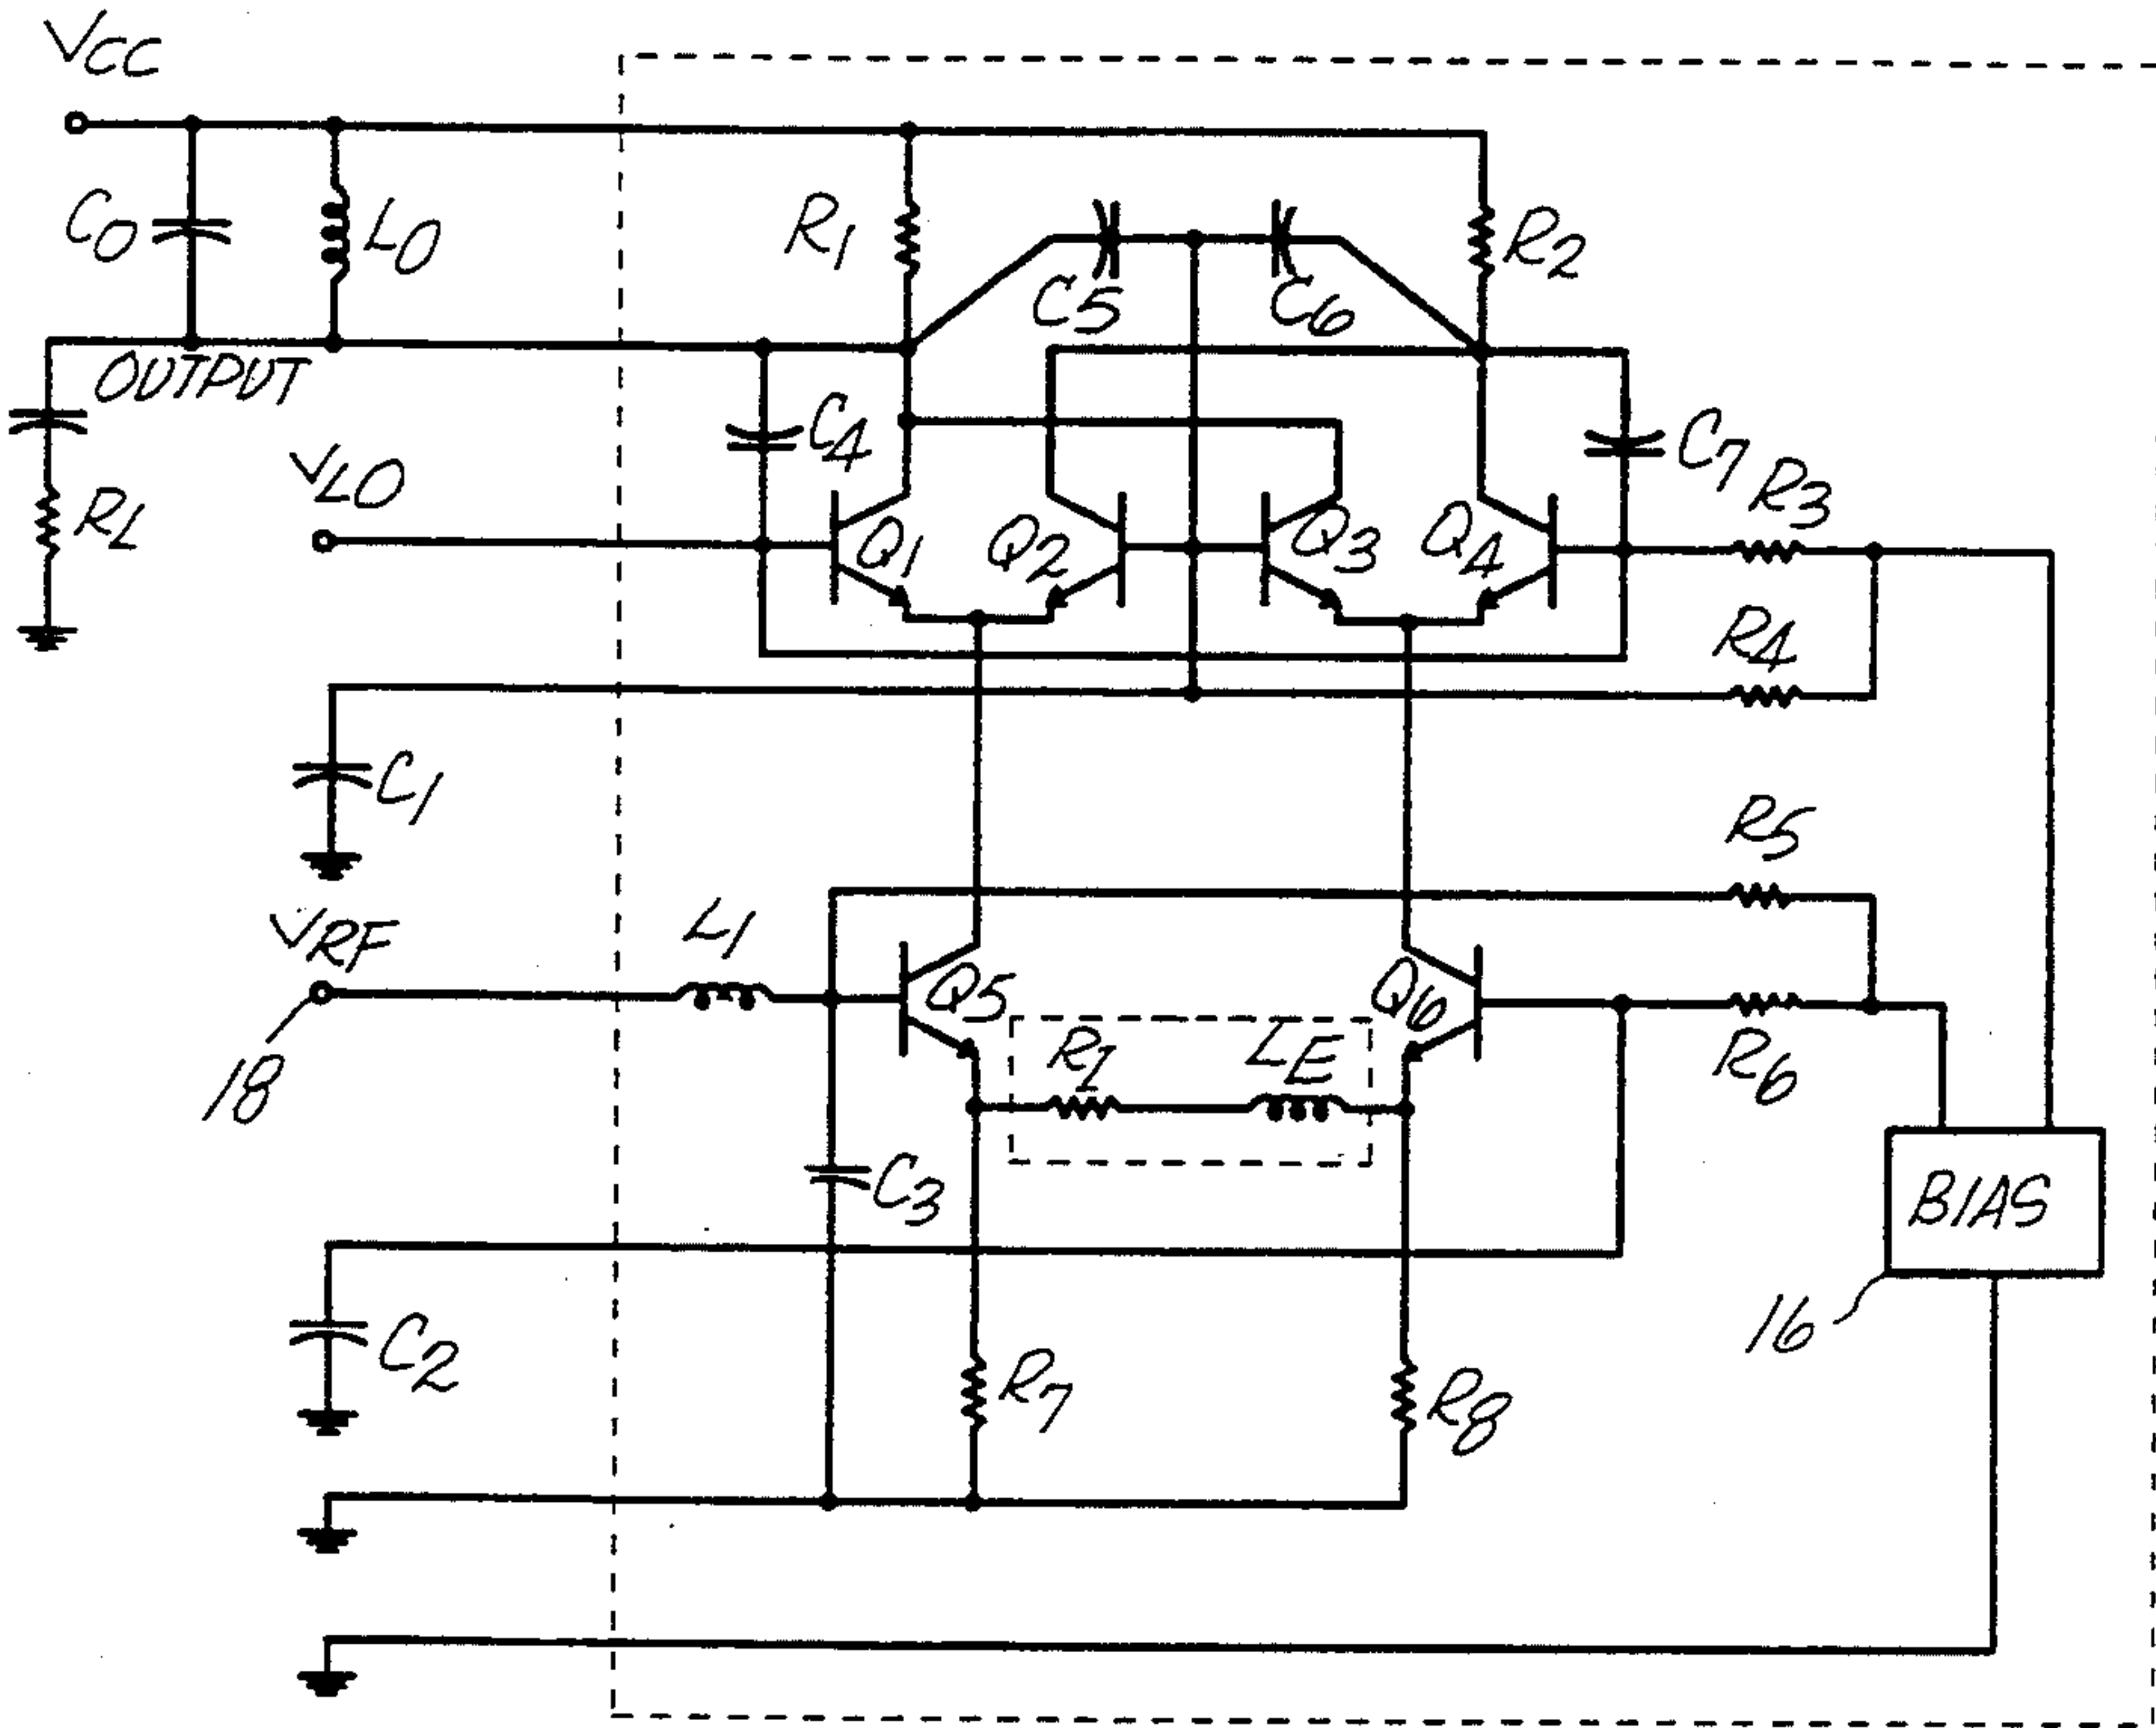 VCC
C0
L0
R1
C5
C6
R2
OUTPUT
C4
C7
R3
VLO
RL
Q1
Q2
Q3
Q4
R4
C1
R5
VRF
L1
Q5
Q6
RI
LE
R6
18
C3
BIAS
C2
R7
R8
16